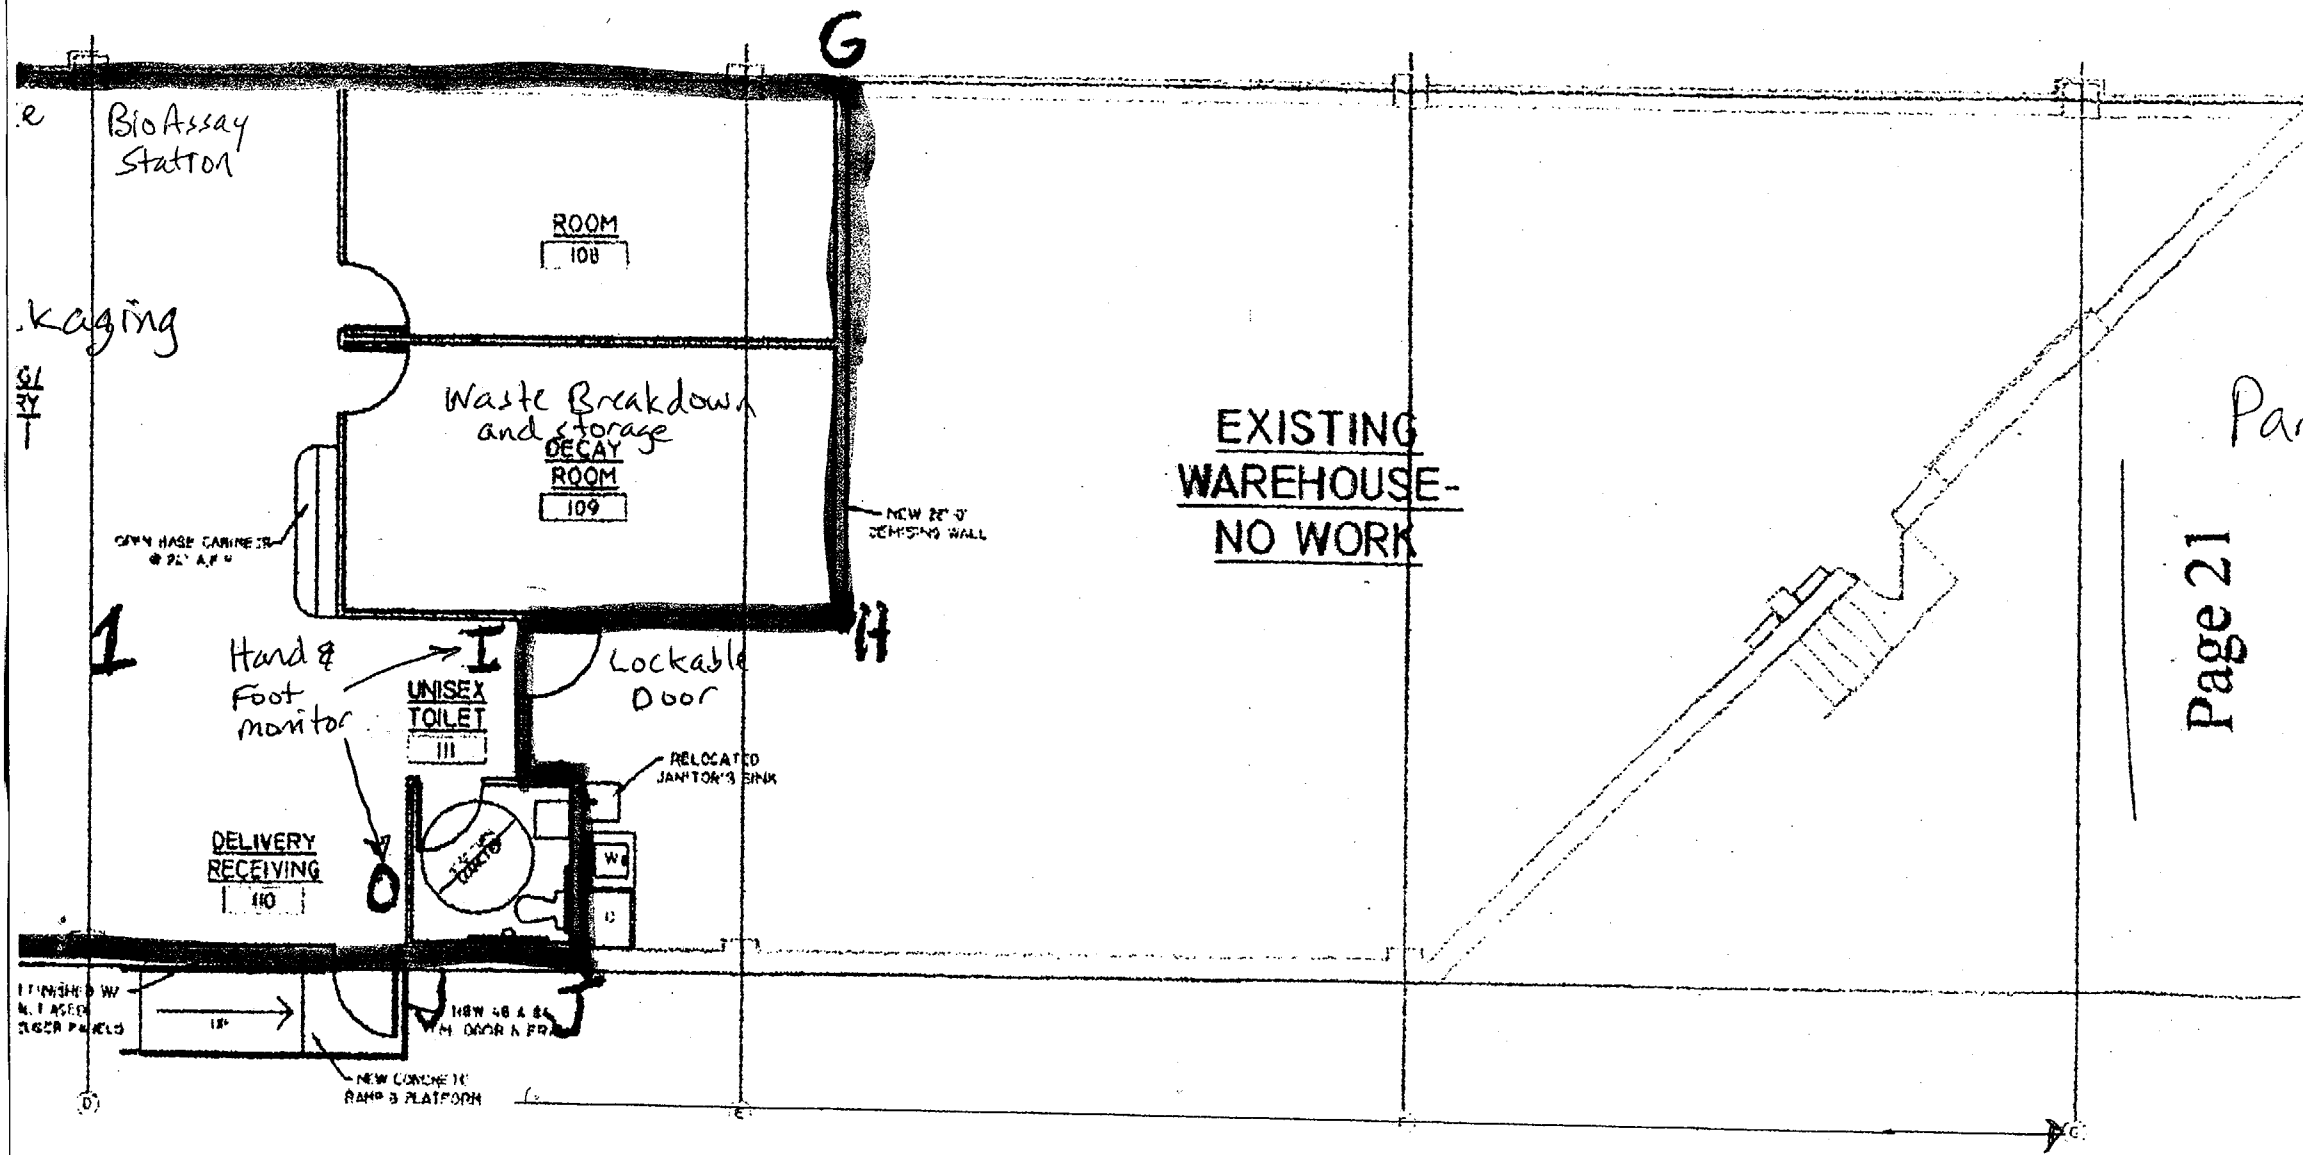 G
BioAssay
Station
ROOM
108
kaging
Waste Breakdown
and storage
DECAY
ROOM
109
EXISTING
WAREHOUSE-
NO WORK
Page 21
NEW 22'-0"
DEMISING WALL
1
H
I
Hand &
Foot
monitor
Lockable
Door
UNISEX
TOILET
111
RELOCATED
JANITOR'S SINK
DELIVERY
RECEIVING
110
W
D
NEW CONCRETE
RAMP & PLATFORM
D
E
F
G